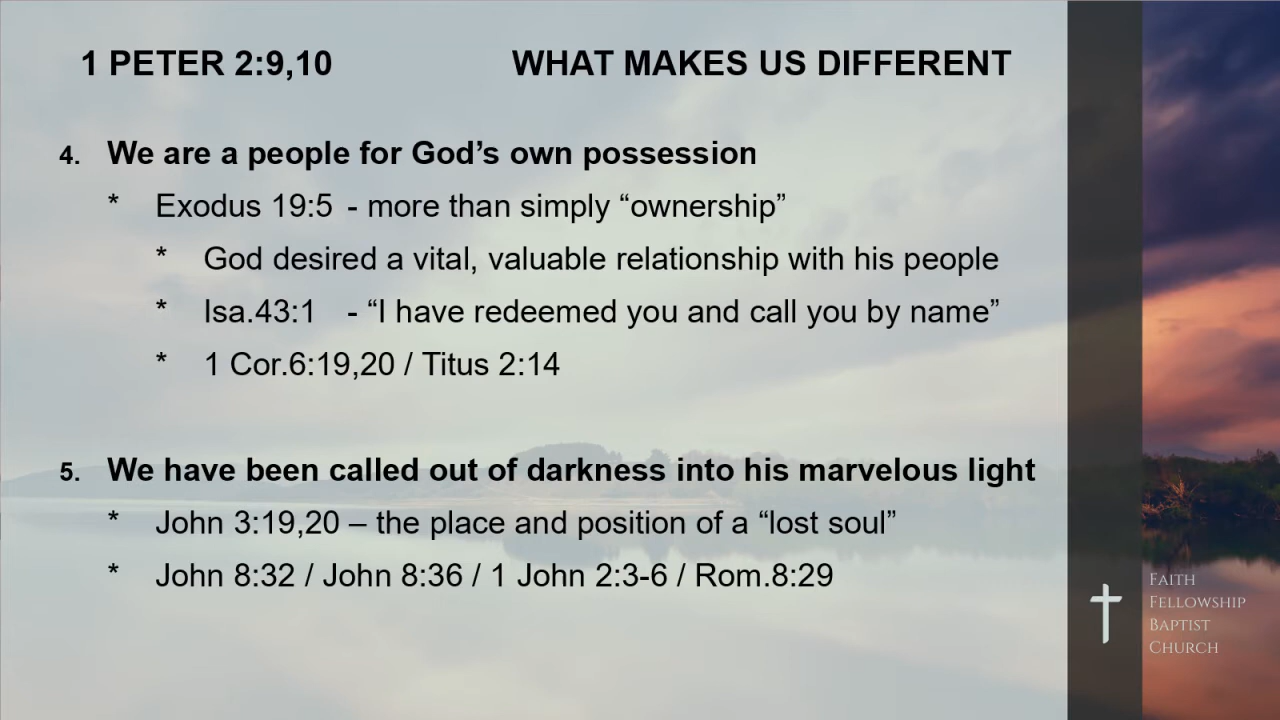 1 PETER 2:9,10 WHAT MAKES US DIFFERENT
4. We are a people for God’s own possession
* Exodus 19:5 - more than simply “ownership”
* God desired a vital, valuable relationship with his people
* Isa.43:1 - “I have redeemed you and call you by name”
* 1 Cor.6:19,20 / Titus 2:14
5. We have been called out of darkness into his marvelous light
* John 3:19,20 – the place and position of a “lost soul”
* John 8:32 / John 8:36 / 1 John 2:3-6 / Rom.8:29
Faith
Fellowship
Baptist
Church